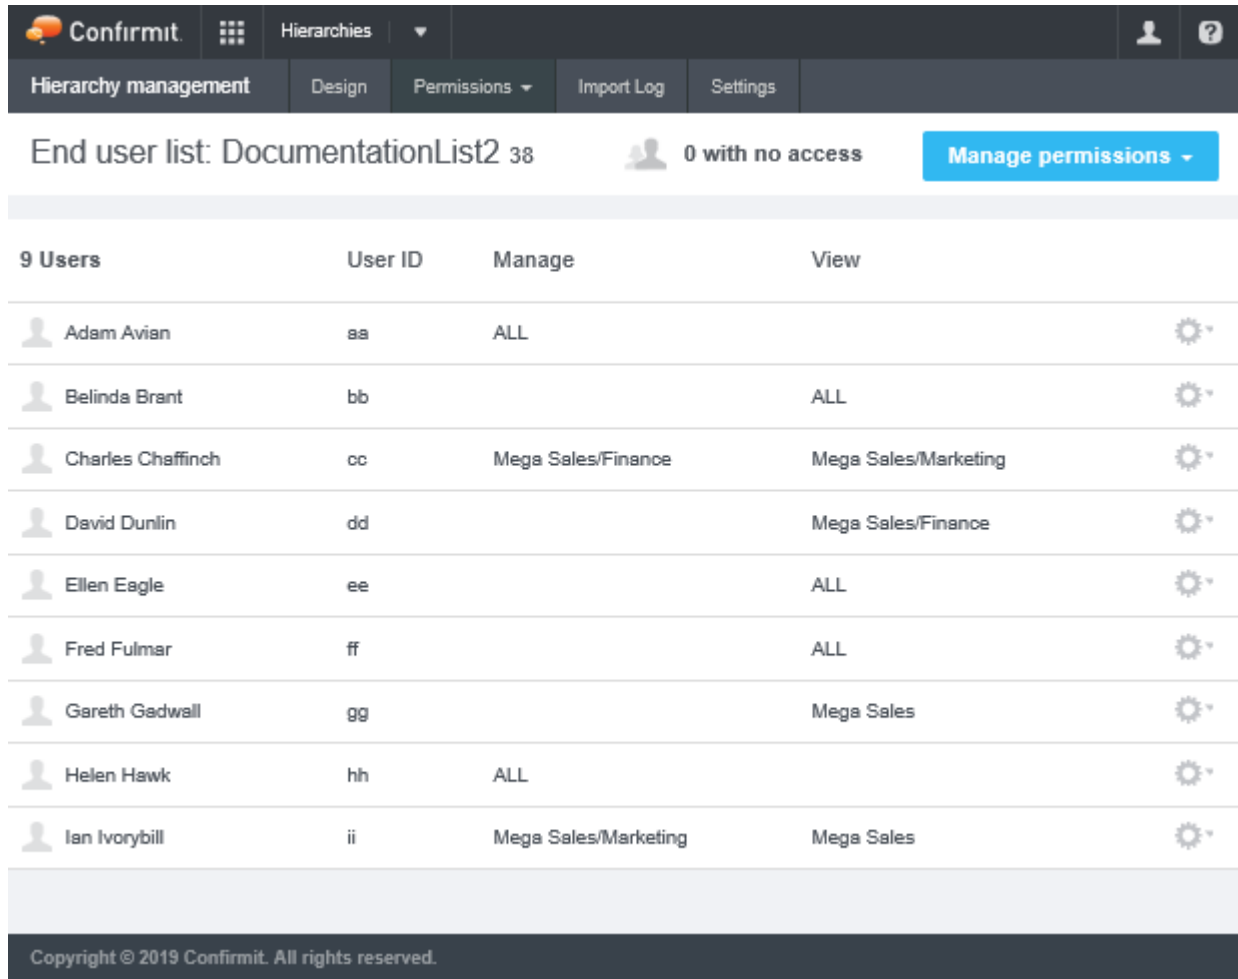 Confirmit. Hierarchies
Hierarchy management Design Permissions Import Log Settings
End user list: DocumentationList2 38 0 with no access Manage permissions
9 Users User ID Manage View
Adam Avian aa ALL
Belinda Brant bb ALL
Charles Chaffinch cc Mega Sales/Finance Mega Sales/Marketing
David Dunlin dd Mega Sales/Finance
Ellen Eagle ee ALL
Fred Fulmar ff ALL
Gareth Gadwall gg Mega Sales
Helen Hawk hh ALL
Ian Ivorybill ii Mega Sales/Marketing Mega Sales
Copyright © 2019 Confirmit. All rights reserved.